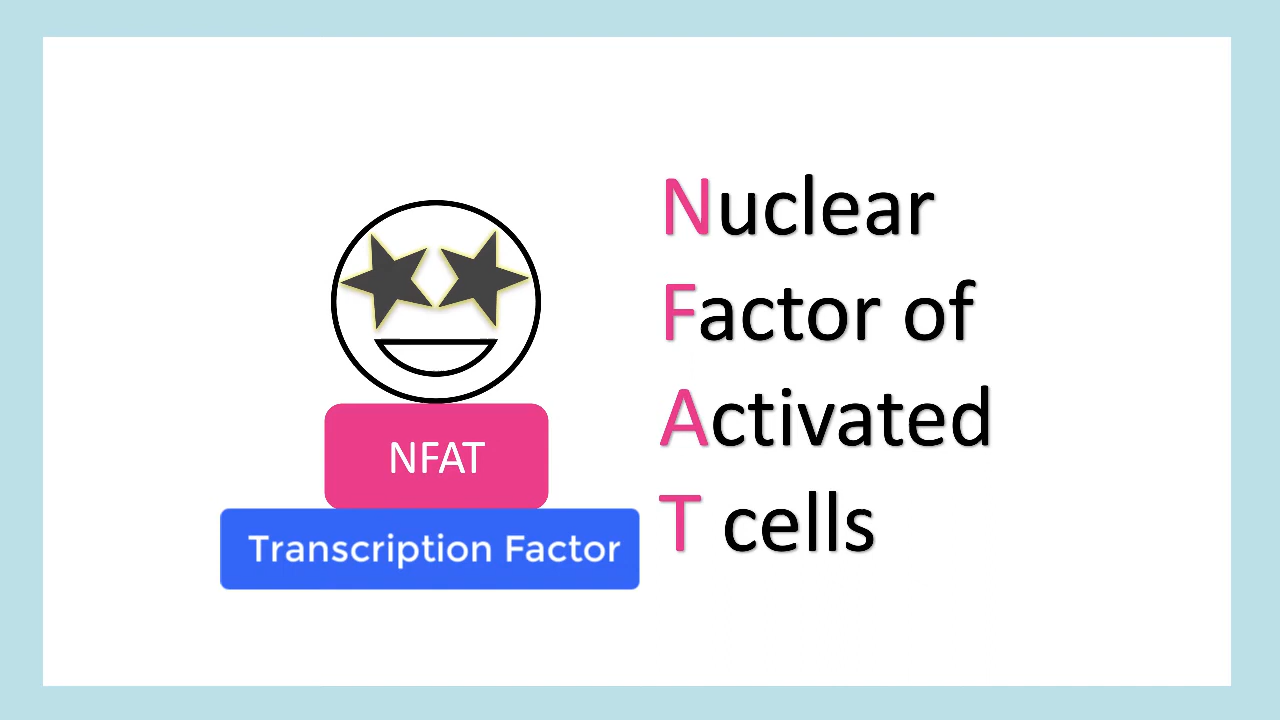 NFAT
Transcription Factor
Nuclear
Factor of
Activated
T cells